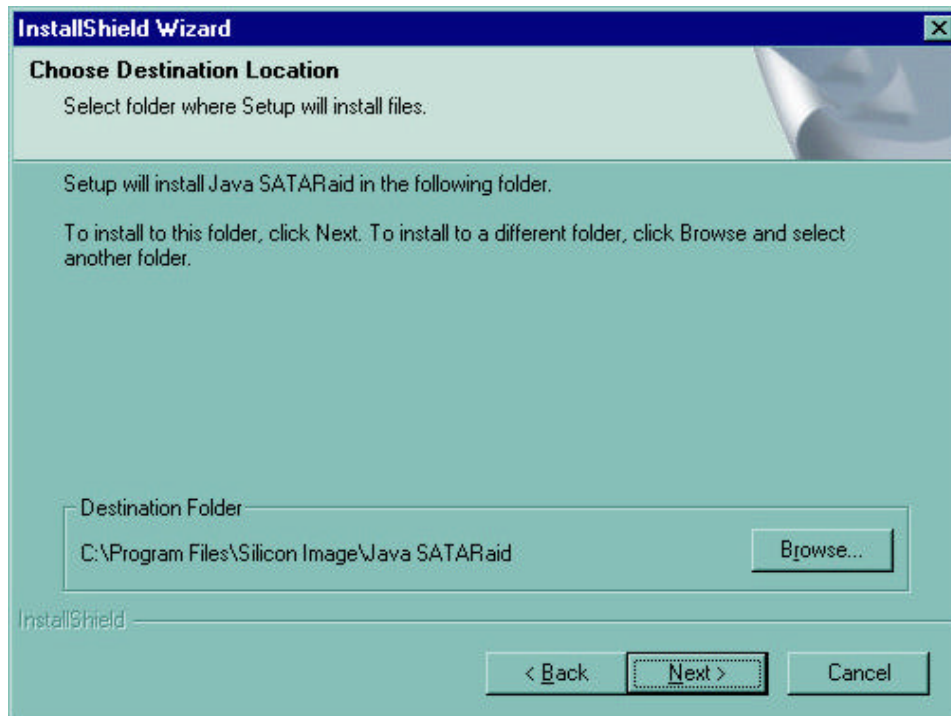 InstallShield Wizard
Choose Destination Location
Select folder where Setup will install files.
Setup will install Java SATARaid in the following folder.
To install to this folder, click Next. To install to a different folder, click Browse and select
another folder.
Destination Folder
C:\Program Files\Silicon Image\Java SATARaid
Browse...
InstallShield
< Back
Next >
Cancel